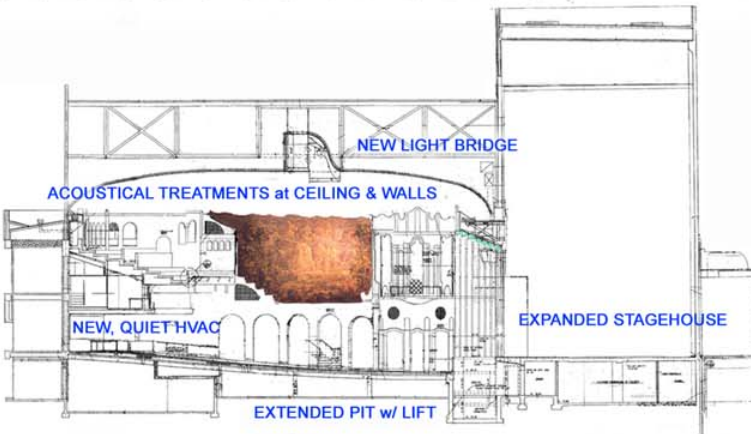 NEW LIGHT BRIDGE
ACOUSTICAL TREATMENTS at CEILING & WALLS
NEW, QUIET HVAC
EXPANDED STAGEHOUSE
EXTENDED PIT w/ LIFT